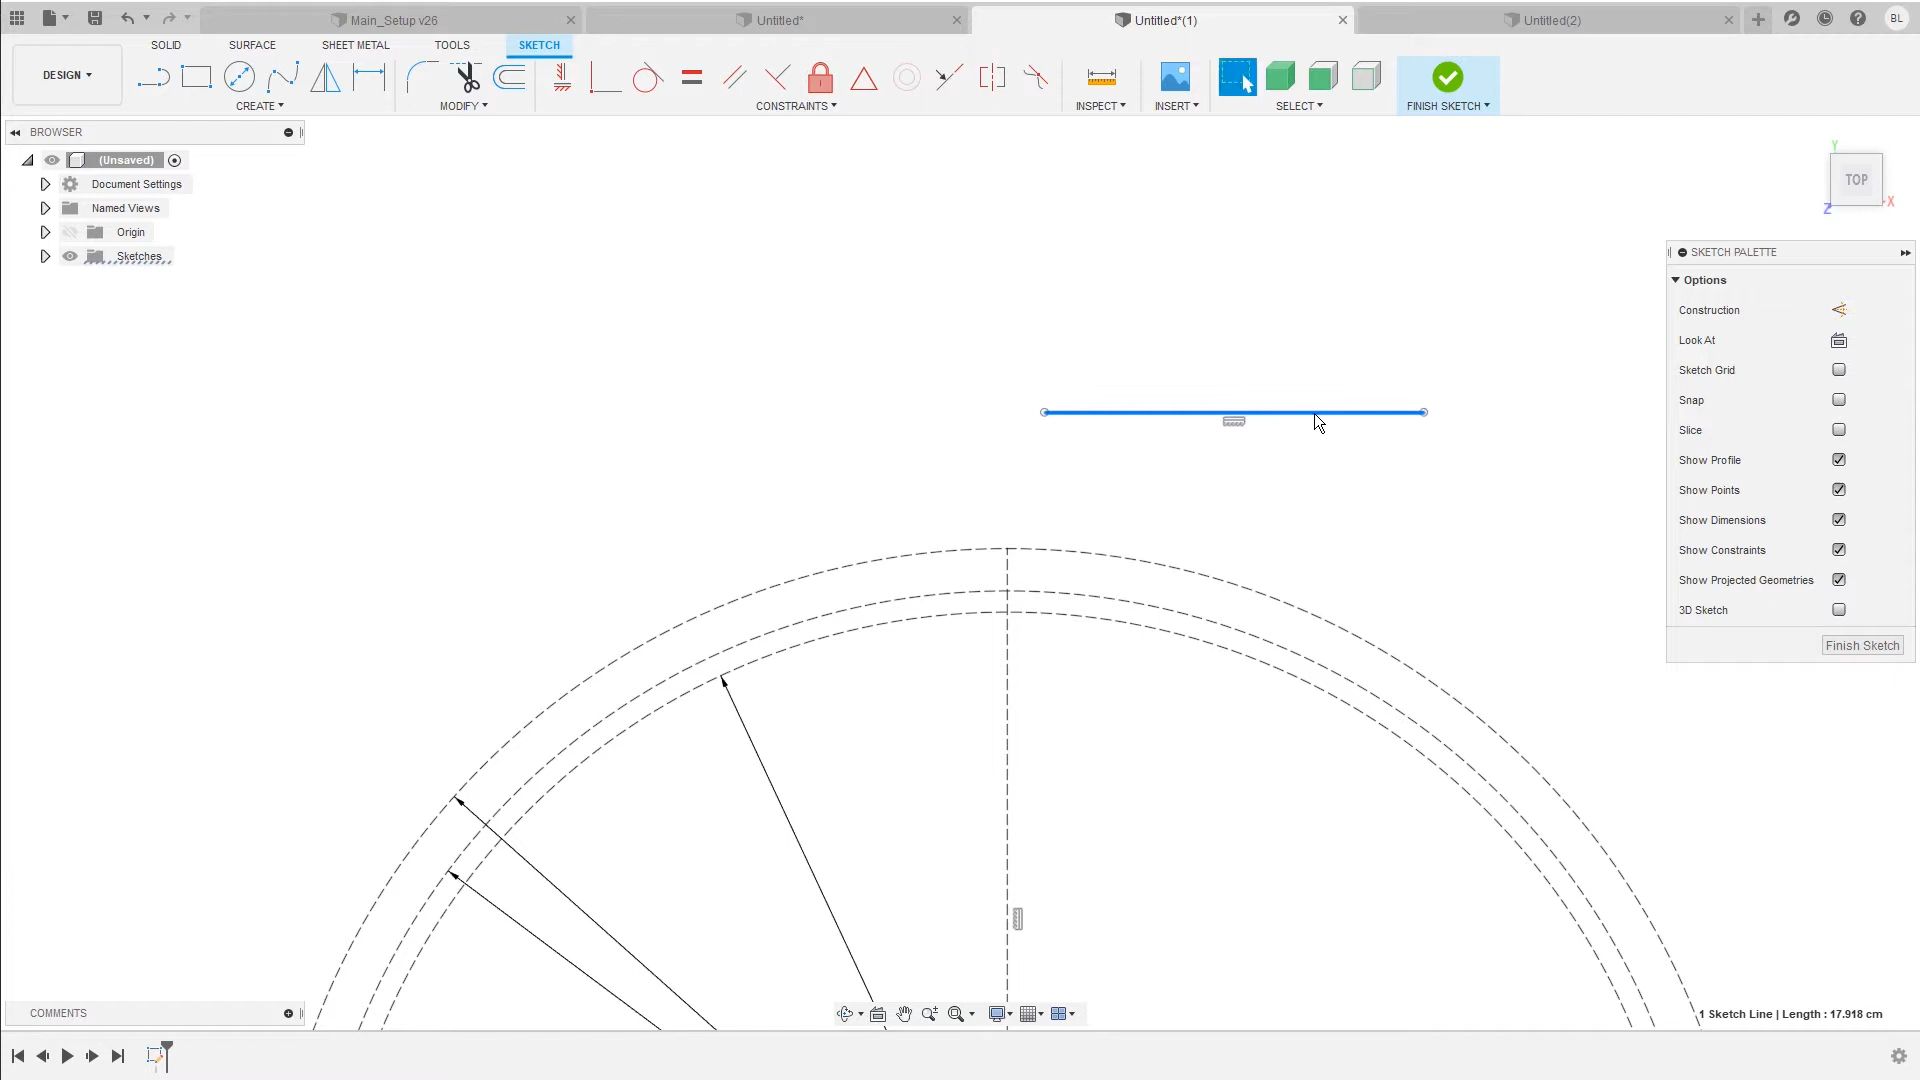 Main_Setup v26
Untitled*
Untitled*(1)
Untitled(2)
BL
DESIGN
SOLID
SURFACE
SHEET METAL
TOOLS
SKETCH
CREATE
MODIFY
CONSTRAINTS
INSPECT
INSERT
SELECT
FINISH SKETCH
BROWSER
(Unsaved)
Document Settings
Named Views
Origin
Sketches
Y
TOP
X
Z
SKETCH PALETTE
Options
Construction
Look At
Sketch Grid
Snap
Slice
Show Profile
Show Points
Show Dimensions
Show Constraints
Show Projected Geometries
3D Sketch
Finish Sketch
COMMENTS
1 Sketch Line | Length : 17.918 cm